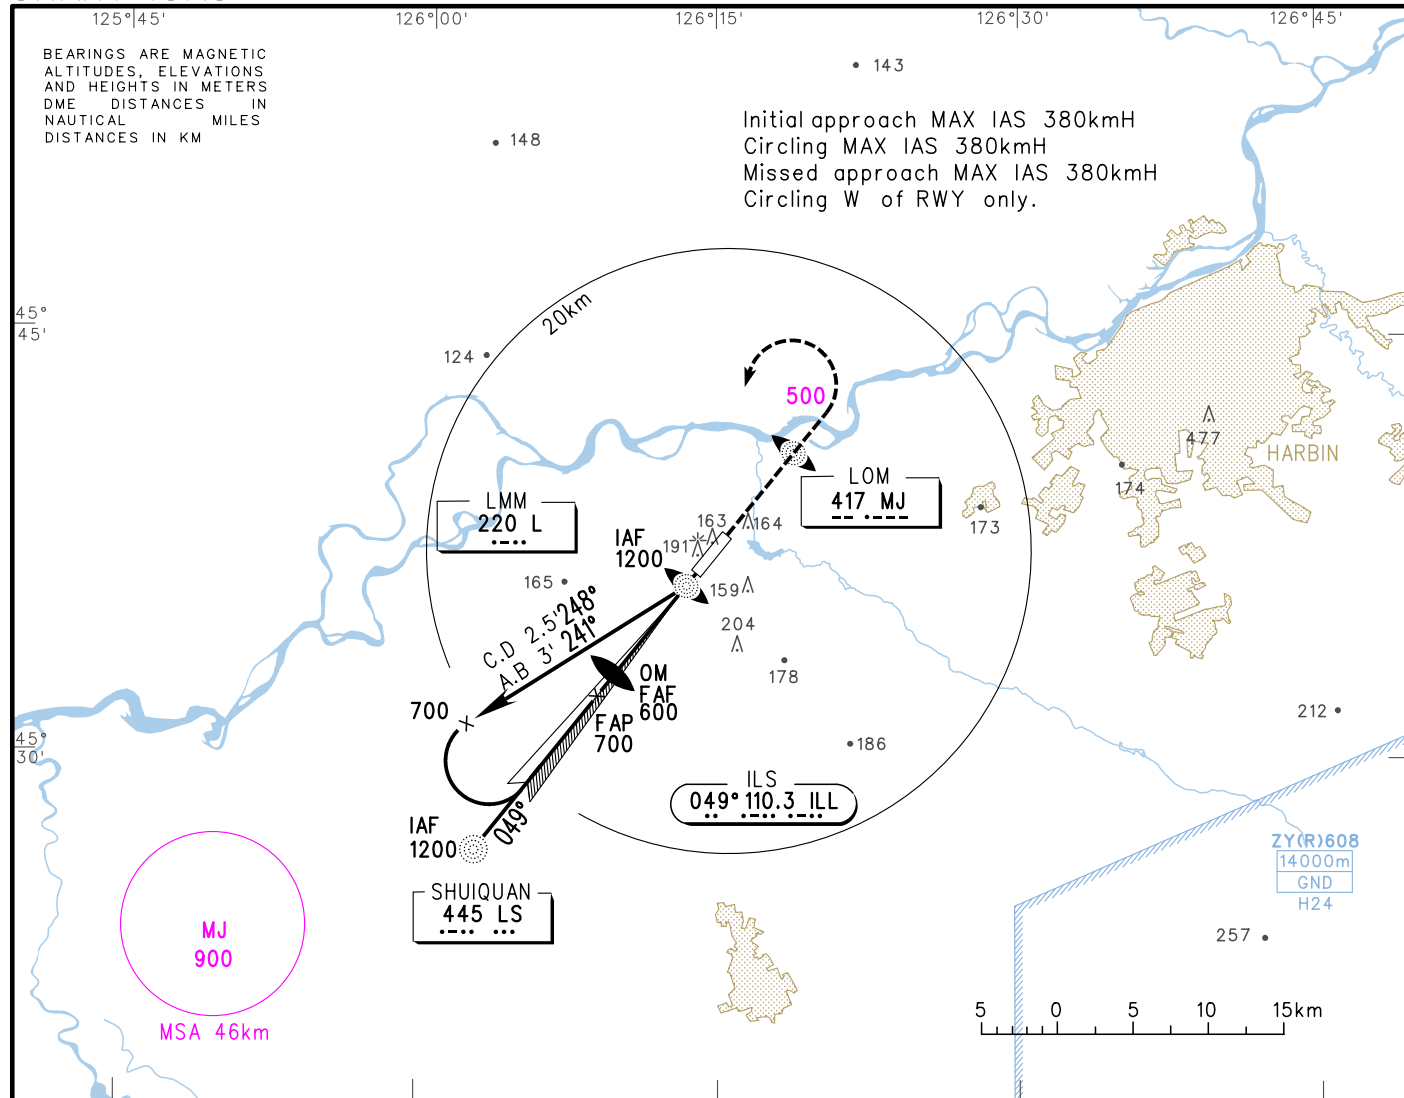 125°45'
126°00'
126°15'
126°30'
126°45'
BEARINGS ARE MAGNETIC
ALTITUDES, ELEVATIONS
AND HEIGHTS IN METERS
DME DISTANCES IN
NAUTICAL MILES
DISTANCES IN KM
143
148
Initial approach MAX IAS 380kmH
Circling MAX IAS 380kmH
Missed approach MAX IAS 380kmH
Circling W of RWY only.
20km
45°
45'
124
500
477
HARBIN
174
173
LOM
417 MJ
LMM
220 L
163
164
191
IAF
1200
165
159
204
C.D 2.5' 248°
A.B 3' 241°
178
OM
FAF
600
FAP
700
700
212
45°
30'
186
ILS
049° 110.3 ILL
049°
IAF
1200
SHUIQUAN
445 LS
ZY(R)608
14000m
GND
H24
MJ
900
MSA 46km
257
5 0 5 10 15km